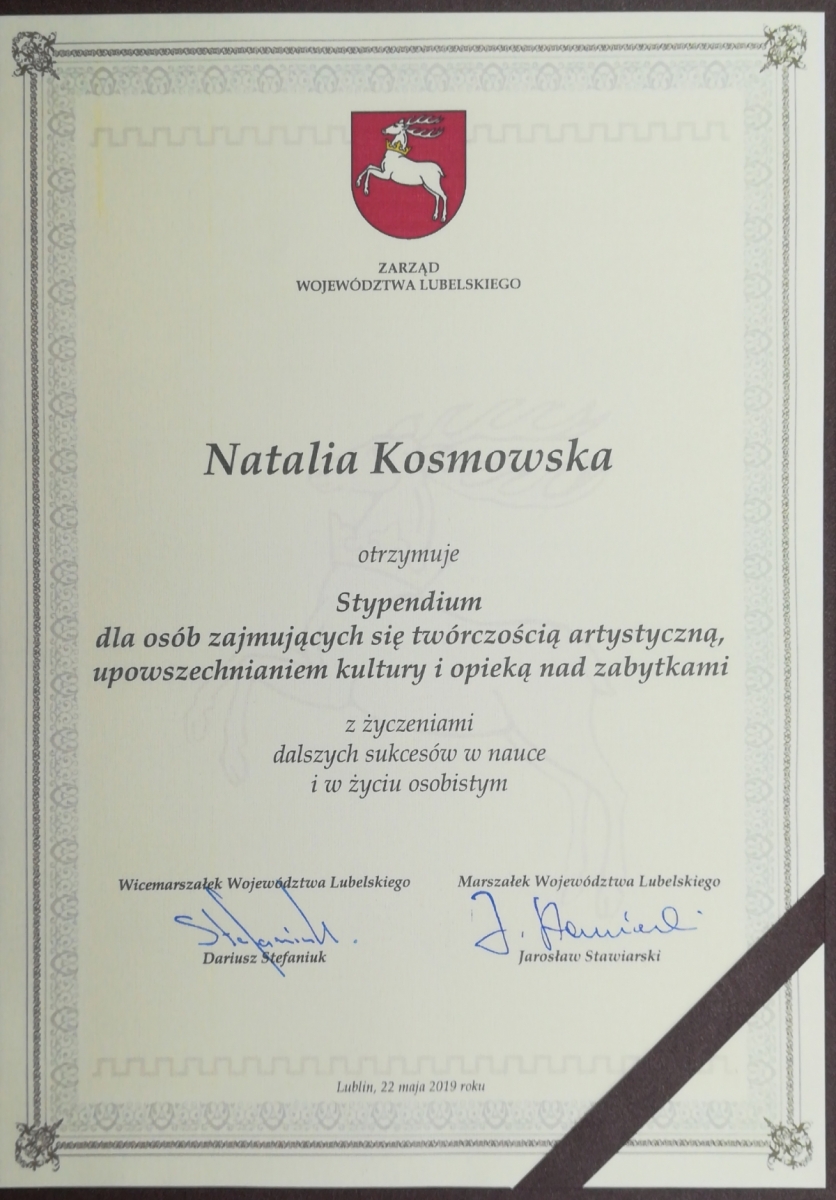 ZARZĄD
WOJEWÓDZTWA LUBELSKIEGO
Natalia Kosmowska
otrzymuje
Stypendium
dla osób zajmujących się twórczością artystyczną,
upowszechnianiem kultury i opieką nad zabytkami
z życzeniami
dalszych sukcesów w nauce
i w życiu osobistym
Wicemarszałek Województwa Lubelskiego
Stefaniuk
Dariusz Stefaniuk
Marszałek Województwa Lubelskiego
J. Stawiarski
Jarosław Stawiarski
Lublin, 22 maja 2019 roku